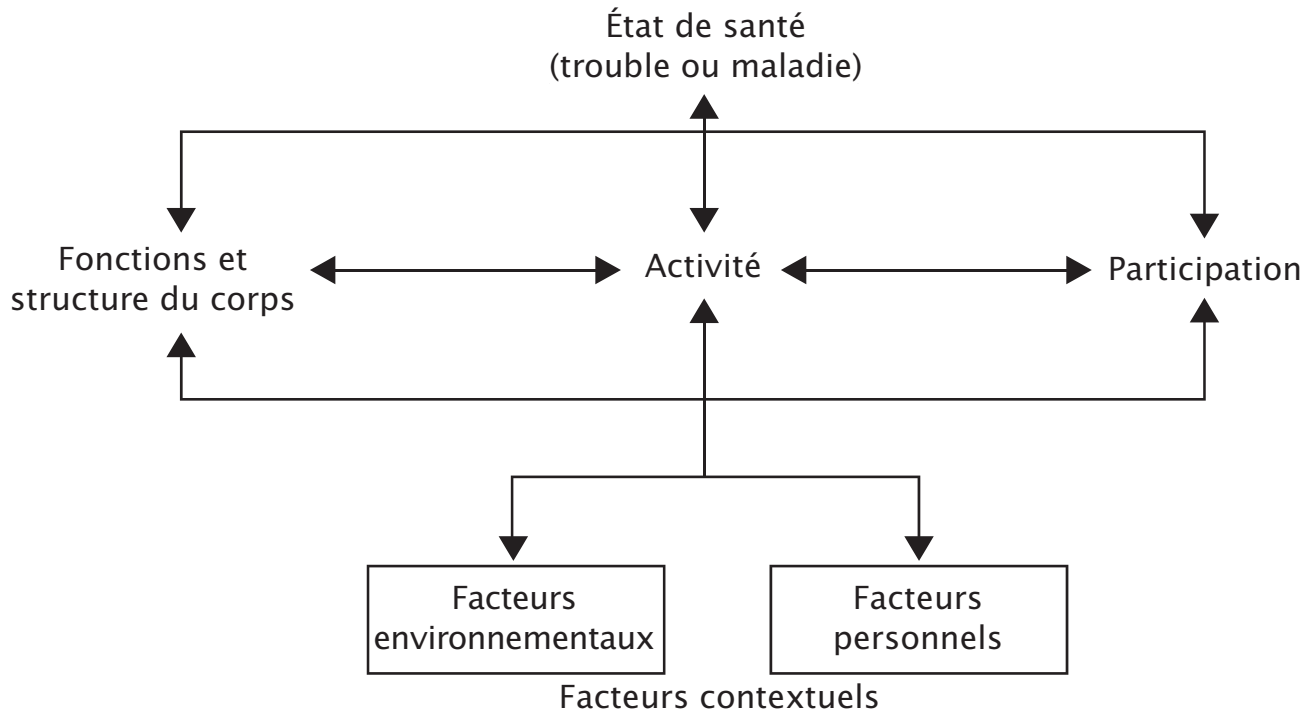 État de santé
(trouble ou maladie)
Fonctions et
structure du corps
Activité
Participation
Facteurs
environnementaux
Facteurs
personnels
Facteurs contextuels